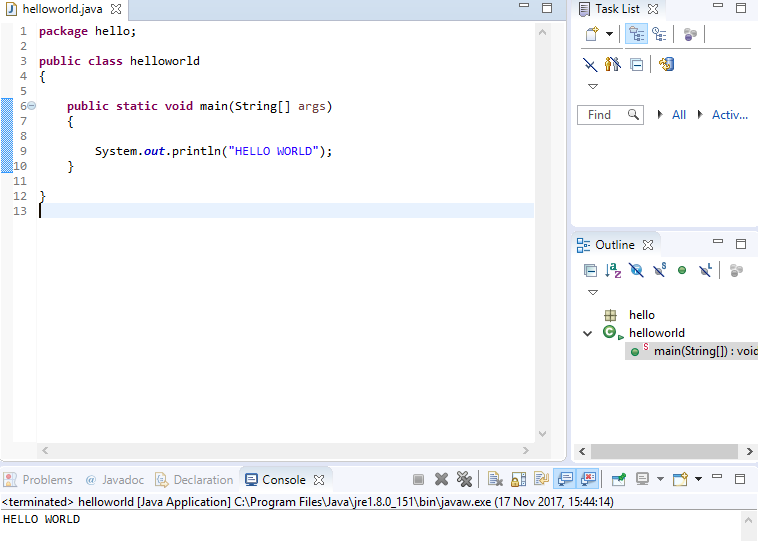 helloworld.java
1 package hello;
2
3 public class helloworld
4 {
5
6 public static void main(String[] args)
7 {
8
9 System.out.println("HELLO WORLD");
10 }
11
12 }
13
Task List
Find All Activ...
Outline
hello
helloworld
main(String[]) : void
Problems Javadoc Declaration Console
<terminated> helloworld [Java Application] C:\Program Files\Java\jre1.8.0_151\bin\javaw.exe (17 Nov 2017, 15:44:14)
HELLO WORLD